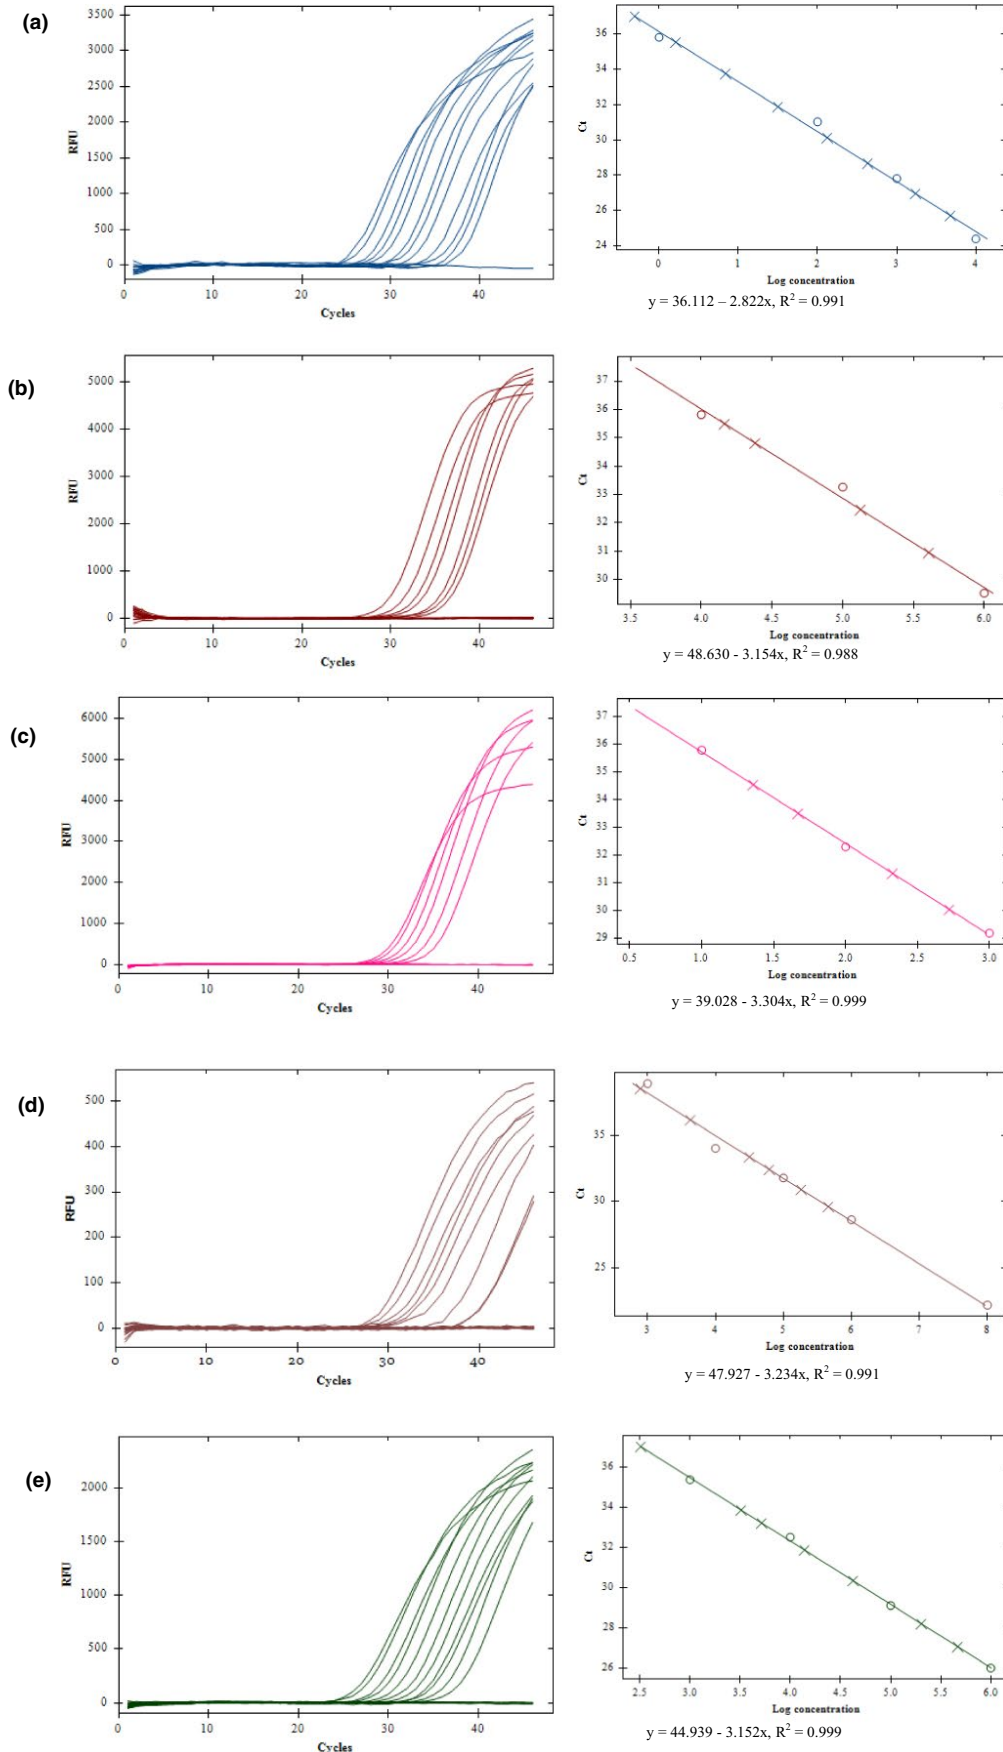 (a)
3500
3000
2500
2000
1500
1000
500
0
RFU
0 10 20 30 40
Cycles
36
34
32
30
28
26
24
Ct
0 1 2 3 4
Log concentration
y = 36.112 – 2.822x, R² = 0.991
(b)
5000
4000
3000
2000
1000
0
RFU
0 10 20 30 40
Cycles
37
36
35
33
32
31
30
Ct
3.5 4.0 4.5 5.0 5.5 6.0
Log concentration
y = 48.630 - 3.154x, R² = 0.988
(c)
6000
5000
4000
3000
2000
1000
0
RFU
0 10 20 30 40
Cycles
37
36
35
33
32
31
30
29
Ct
0.5 1.0 1.5 2.0 2.5 3.0
Log concentration
y = 39.028 - 3.304x, R² = 0.999
(d)
500
400
300
200
100
0
RFU
0 10 20 30 40
Cycles
35
30
25
Ct
3 4 5 6 7 8
Log concentration
y = 47.927 - 3.234x, R² = 0.991
(e)
2000
1500
1000
500
0
RFU
0 10 20 30 40
Cycles
36
34
32
30
28
26
Ct
2.5 3.0 3.5 4.0 4.5 5.0 5.5 6.0
Log concentration
y = 44.939 - 3.152x, R² = 0.999